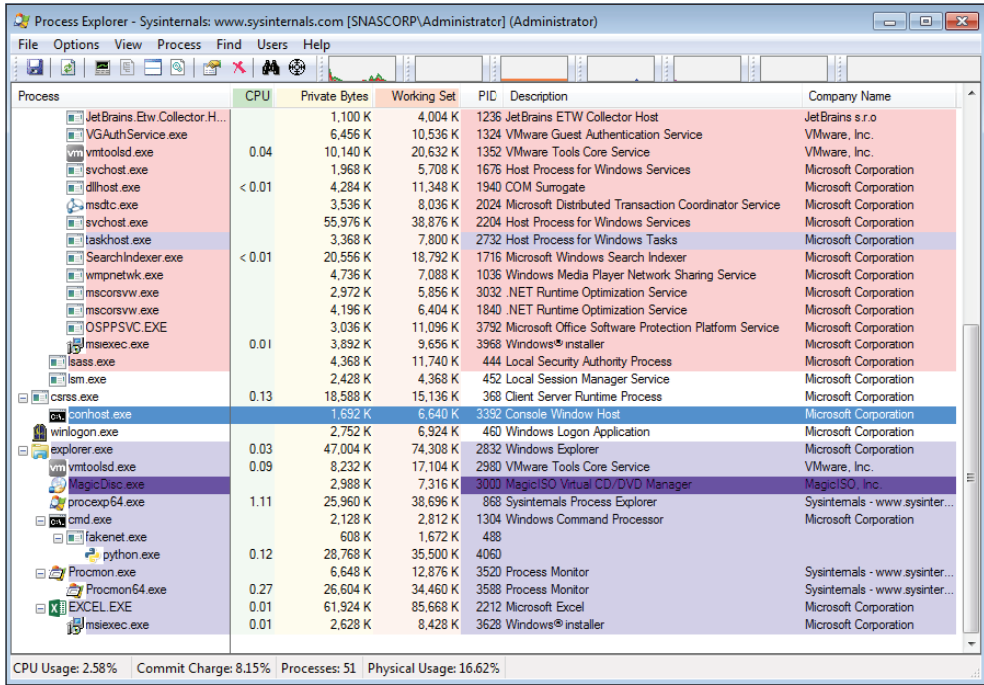 Process Explorer - Sysinternals: www.sysinternals.com [SNASCORP\Administrator] (Administrator)
File Options View Process Find Users Help
Process CPU Private Bytes Working Set PID Description Company Name
JetBrains.Etw.Collector.H... 1,100 K 4,004 K 1236 JetBrains ETW Collector Host JetBrains s.r.o
VGAuthService.exe 6,456 K 10,536 K 1324 VMware Guest Authentication Service VMware, Inc.
vm vmtoolsd.exe 0.04 10,140 K 20,632 K 1352 VMware Tools Core Service VMware, Inc.
svchost.exe 1,968 K 5,708 K 1676 Host Process for Windows Services Microsoft Corporation
dllhost.exe < 0.01 4,284 K 11,348 K 1940 COM Surrogate Microsoft Corporation
msdtc.exe 3,536 K 8,036 K 2024 Microsoft Distributed Transaction Coordinator Service Microsoft Corporation
svchost.exe 55,976 K 38,876 K 2204 Host Process for Windows Services Microsoft Corporation
taskhost.exe 3,368 K 7,800 K 2732 Host Process for Windows Tasks Microsoft Corporation
SearchIndexer.exe < 0.01 20,556 K 18,792 K 1716 Microsoft Windows Search Indexer Microsoft Corporation
wmpnetwk.exe 4,736 K 7,088 K 1036 Windows Media Player Network Sharing Service Microsoft Corporation
mscorsvw.exe 2,972 K 5,856 K 3032 .NET Runtime Optimization Service Microsoft Corporation
mscorsvw.exe 4,196 K 6,404 K 1840 .NET Runtime Optimization Service Microsoft Corporation
OSPPSVC.EXE 3,036 K 11,096 K 3792 Microsoft Office Software Protection Platform Service Microsoft Corporation
msiexec.exe 0.01 3,892 K 9,656 K 3968 Windows® installer Microsoft Corporation
lsass.exe 4,368 K 11,740 K 444 Local Security Authority Process Microsoft Corporation
lsm.exe 2,428 K 4,368 K 452 Local Session Manager Service Microsoft Corporation
csrss.exe 0.13 18,588 K 15,136 K 368 Client Server Runtime Process Microsoft Corporation
conhost.exe 1,692 K 6,640 K 3392 Console Window Host Microsoft Corporation
winlogon.exe 2,752 K 6,924 K 460 Windows Logon Application Microsoft Corporation
explorer.exe 0.03 47,004 K 74,308 K 2832 Windows Explorer Microsoft Corporation
vm vmtoolsd.exe 0.09 8,232 K 17,104 K 2980 VMware Tools Core Service VMware, Inc.
MagicDisc.exe 2,988 K 7,316 K 3000 MagicISO Virtual CD/DVD Manager MagicISO, Inc.
procexp64.exe 1.11 25,960 K 38,696 K 868 Sysinternals Process Explorer Sysinternals - www.sysinter...
cmd.exe 2,128 K 2,812 K 1304 Windows Command Processor Microsoft Corporation
fakenet.exe 608 K 1,672 K 488
python.exe 0.12 28,768 K 35,500 K 4060
Procmon.exe 6,648 K 12,876 K 3520 Process Monitor Sysinternals - www.sysinter...
Procmon64.exe 0.27 26,604 K 34,460 K 3588 Process Monitor Sysinternals - www.sysinter...
EXCEL.EXE 0.01 61,924 K 85,668 K 2212 Microsoft Excel Microsoft Corporation
msiexec.exe 0.01 2,628 K 8,428 K 3628 Windows® installer Microsoft Corporation
CPU Usage: 2.58% Commit Charge: 8.15% Processes: 51 Physical Usage: 16.62%